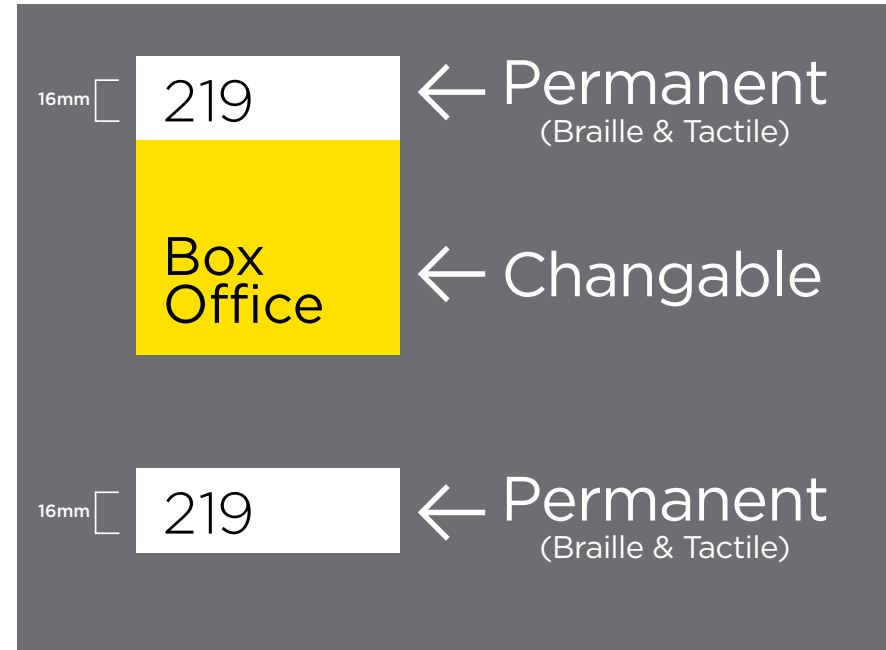 16mm
219
Permanent
(Braille & Tactile)
Box
Office
Changable
16mm
219
Permanent
(Braille & Tactile)